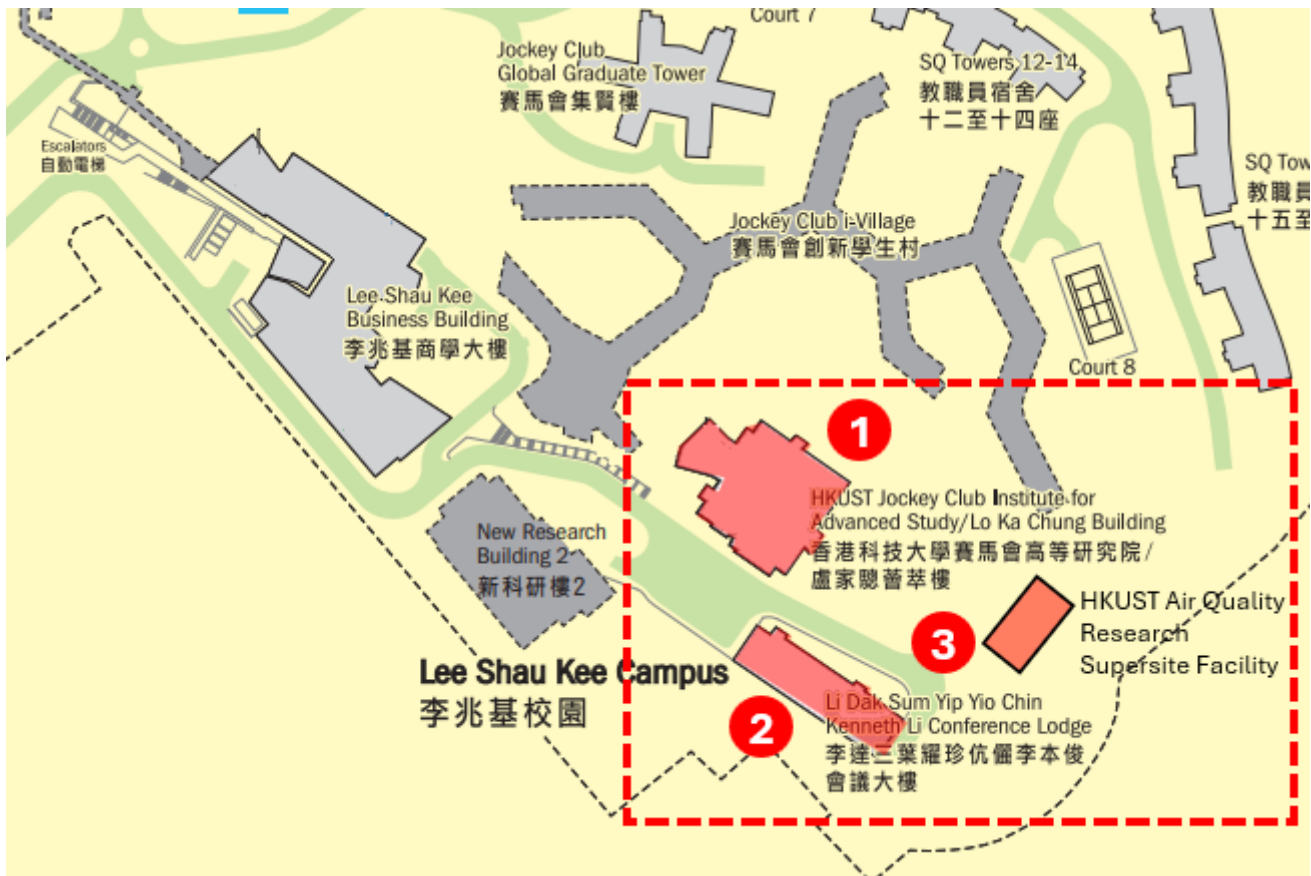 Court 7
Jockey Club
Global Graduate Tower
賽馬會集賢樓
SQ Towers 12-14
教職員宿舍
十二至十四座
Escalators
自動電梯
SQ Tow
教職員
十五至
Jockey Club i-Village
賽馬會創新學生村
Lee Shau Kee
Business Building
李兆基商學大樓
Court 8
1
HKUST Jockey Club Institute for
Advanced Study/Lo Ka Chung Building
香港科技大學賽馬會高等研究院/
盧家驄薈萃樓
New Research
Building 2
新科研樓2
3
HKUST Air Quality
Research
Supersite Facility
Lee Shau Kee Campus
李兆基校園
2
Li Dak Sum Yip Yio Chin
Kenneth Li Conference Lodge
李達三葉耀珍伉儷李本俊
會議大樓